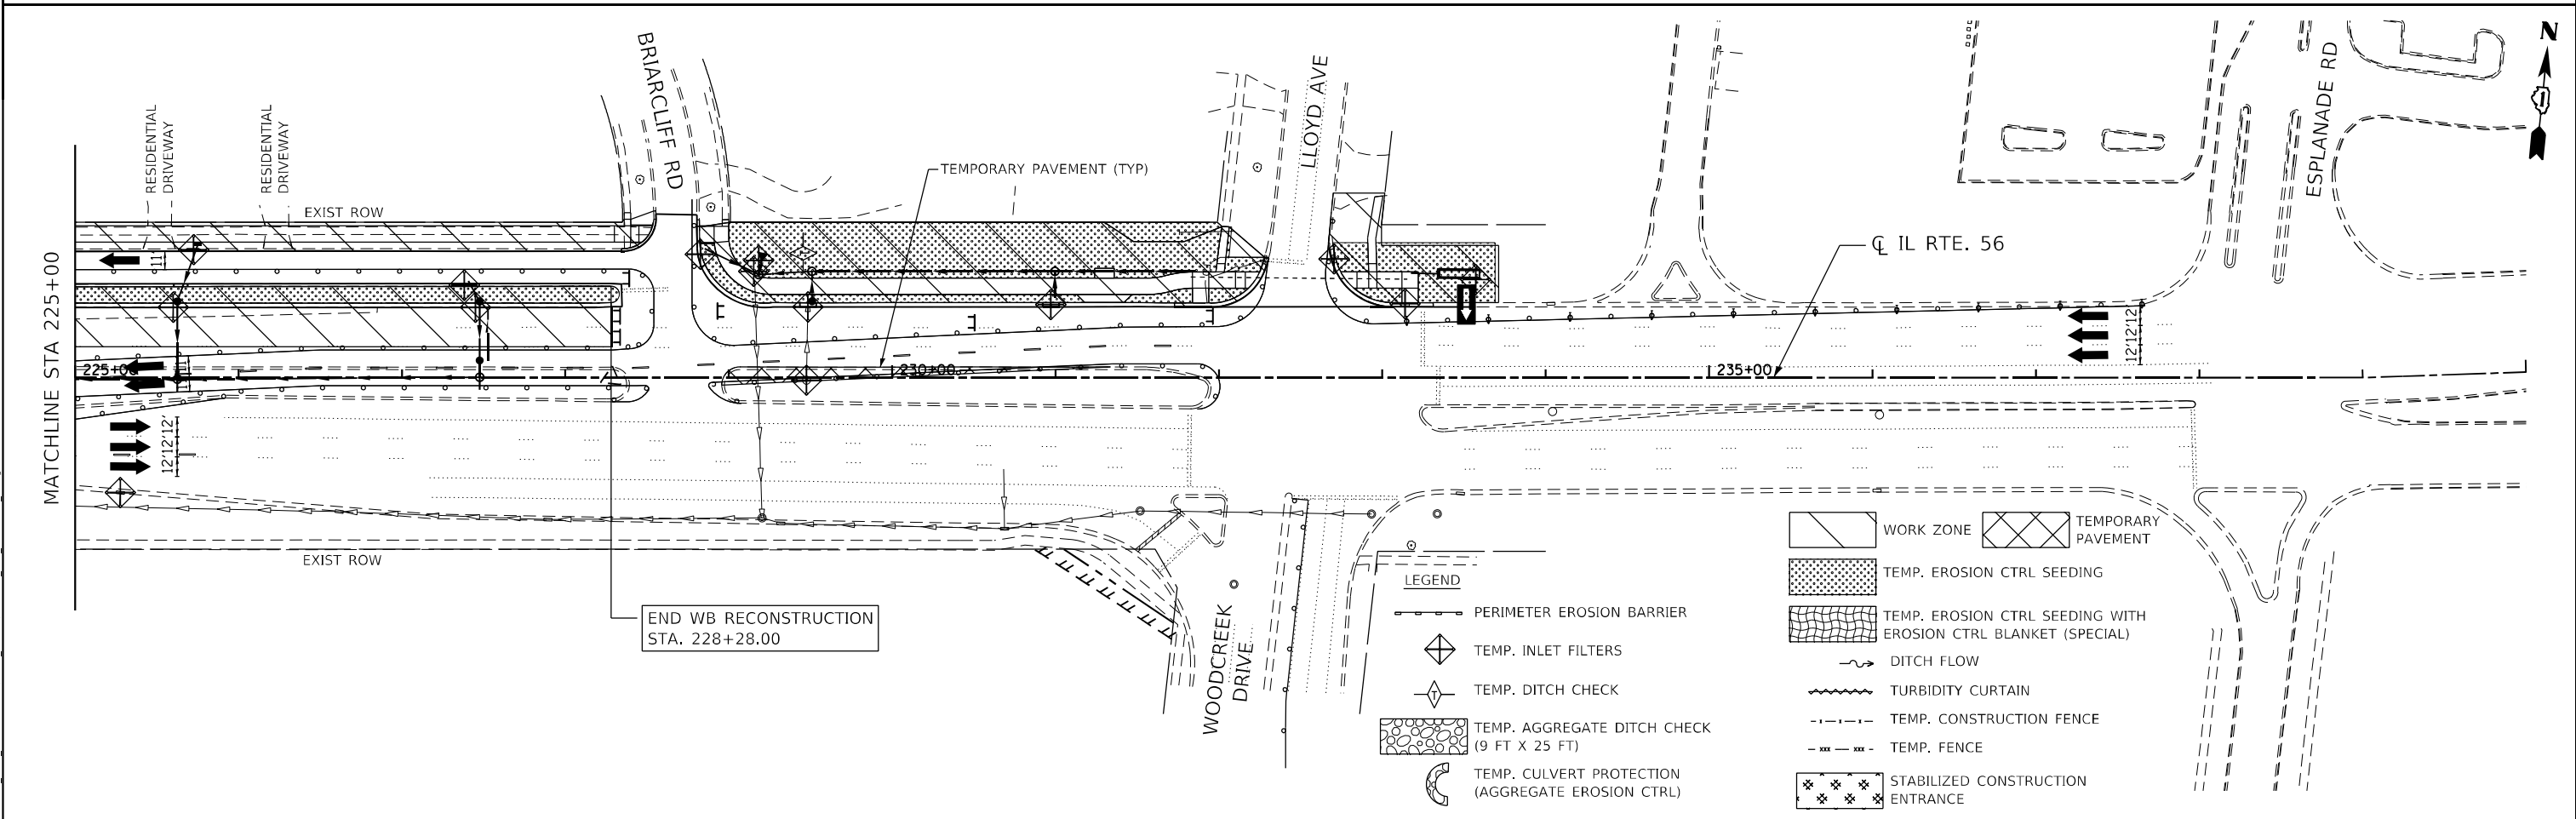 BRIARCLIFF RD
LLOYD AVE
ESPLANADE RD
N
RESIDENTIAL
DRIVEWAY
RESIDENTIAL
DRIVEWAY
TEMPORARY PAVEMENT (TYP)
EXIST ROW
℄ IL RTE. 56
MATCHLINE STA 225+00
11'
12'12'12'
225+00
11'11'
230+00
235+00
12'12'12'
EXIST ROW
END WB RECONSTRUCTION
STA. 228+28.00
WOODCREEK
DRIVE
LEGEND
PERIMETER EROSION BARRIER
TEMP. INLET FILTERS
T
TEMP. DITCH CHECK
TEMP. AGGREGATE DITCH CHECK
(9 FT X 25 FT)
TEMP. CULVERT PROTECTION
(AGGREGATE EROSION CTRL)
WORK ZONE
TEMPORARY
PAVEMENT
TEMP. EROSION CTRL SEEDING
TEMP. EROSION CTRL SEEDING WITH
EROSION CTRL BLANKET (SPECIAL)
DITCH FLOW
TURBIDITY CURTAIN
TEMP. CONSTRUCTION FENCE
XXX XXX
TEMP. FENCE
STABILIZED CONSTRUCTION
ENTRANCE